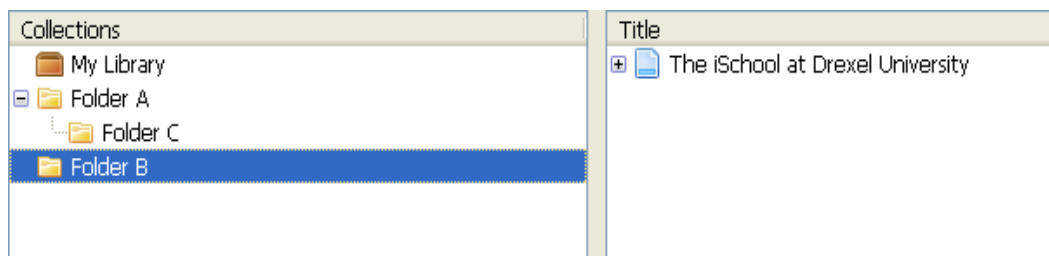 Collections
My Library
Folder A
Folder C
Folder B
Title
The iSchool at Drexel University